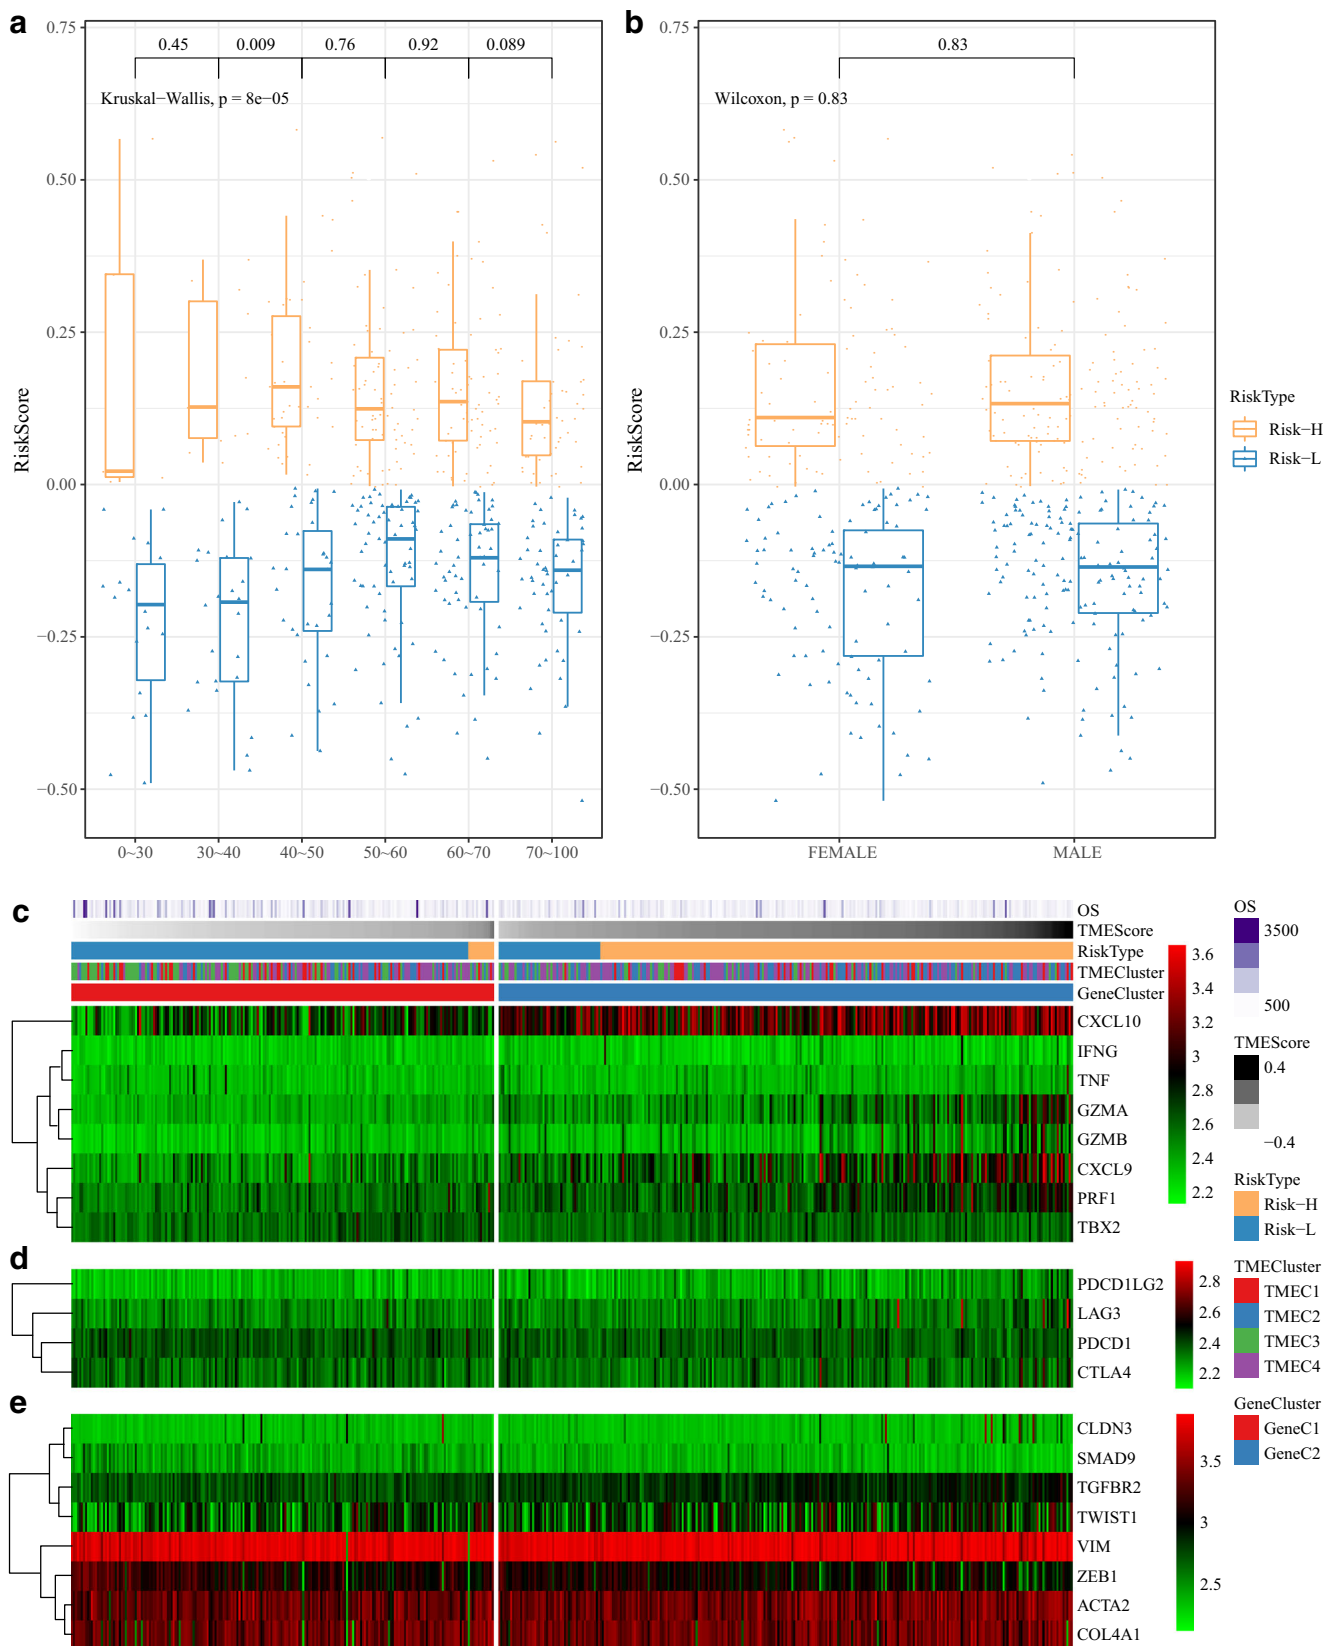 a
0.75
0.45 0.009 0.76 0.92 0.089
Kruskal−Wallis, p = 8e−05
0.50
0.25
0.00
−0.25
−0.50
RiskScore
0~30 30~40 40~50 50~60 60~70 70~100
b
0.75
0.83
Wilcoxon, p = 0.83
0.50
0.25
0.00
−0.25
−0.50
RiskScore
FEMALE MALE
RiskType
Risk−H
Risk−L
c
OS
TMEScore
RiskType
TMECluster
GeneCluster
CXCL10
IFNG
TNF
GZMA
GZMB
CXCL9
PRF1
TBX2
3.6
3.4
3.2
3
2.8
2.6
2.4
2.2
d
PDCD1LG2
LAG3
PDCD1
CTLA4
2.8
2.6
2.4
2.2
e
CLDN3
SMAD9
TGFBR2
TWIST1
VIM
ZEB1
ACTA2
COL4A1
3.5
3
2.5
OS
3500
500
TMEScore
0.4
−0.4
RiskType
Risk−H
Risk−L
TMECluster
TMEC1
TMEC2
TMEC3
TMEC4
GeneCluster
GeneC1
GeneC2